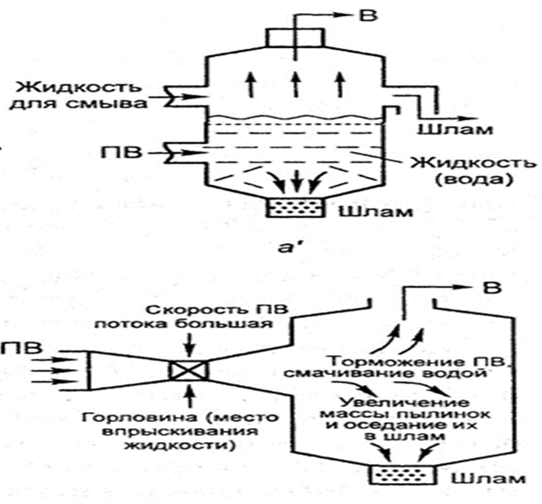 В
Жидкость
для смыва
Шлам
ПВ
Жидкость
(вода)
Шлам
а'
В
Скорость ПВ
потока большая
ПВ
Торможение ПВ,
смачивание водой
Горловина (место
впрыскивания
жидкости)
Увеличение
массы пылинок
и оседание их
в шлам
Шлам